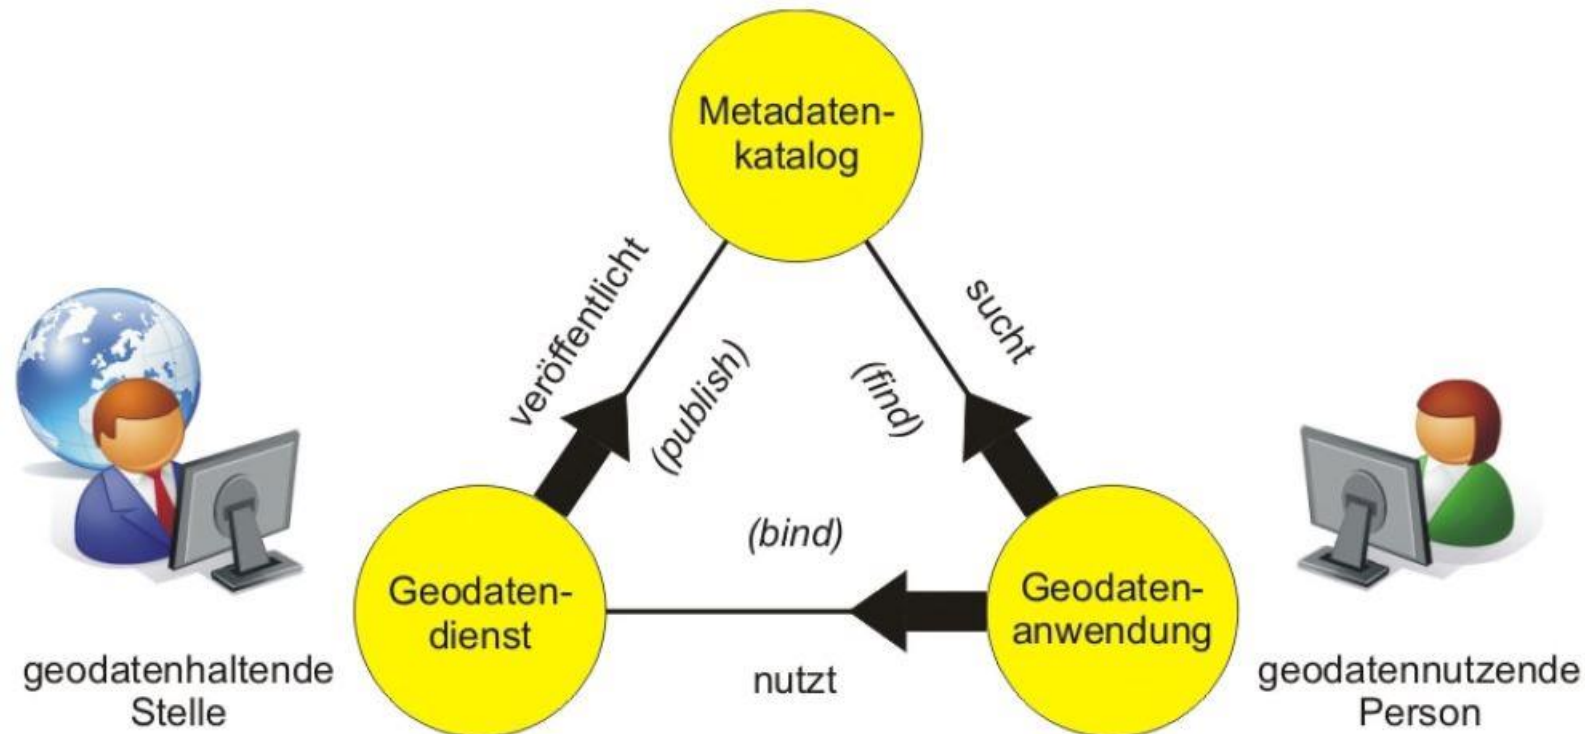 Metadaten-
katalog
veröffentlicht
(publish)
sucht
(find)
(bind)
nutzt
Geodaten-
dienst
Geodaten-
anwendung
geodatenhaltende
Stelle
geodatennutzende
Person